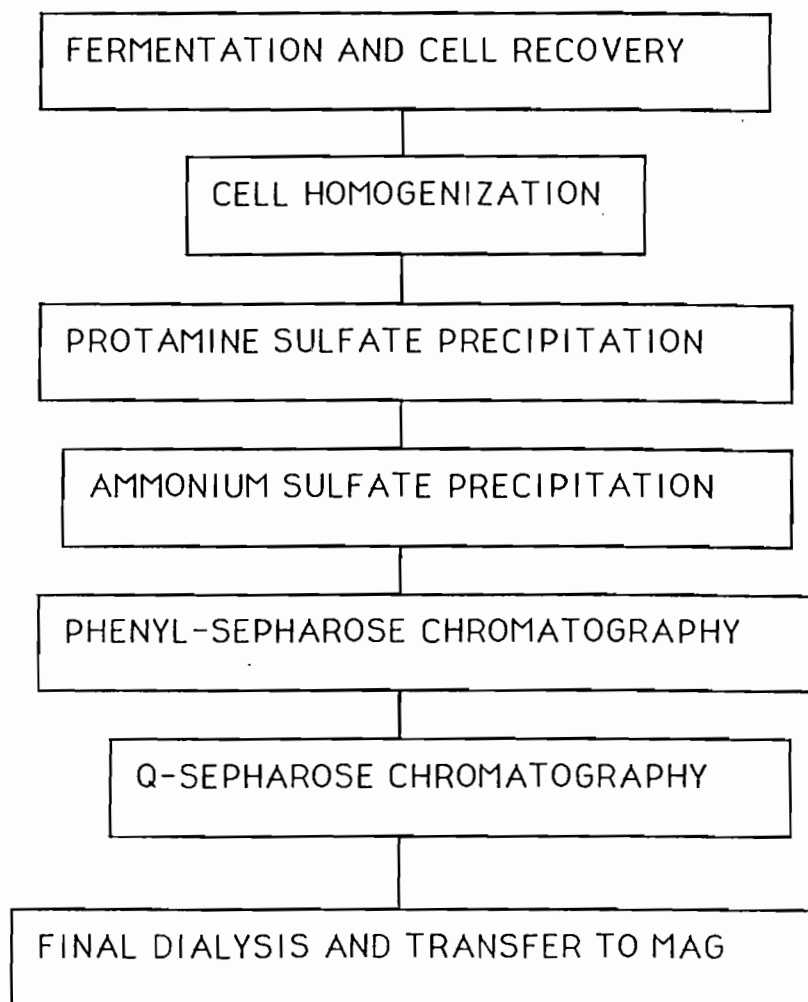 FERMENTATION AND CELL RECOVERY
CELL HOMOGENIZATION
PROTAMINE SULFATE PRECIPITATION
AMMONIUM SULFATE PRECIPITATION
PHENYL-SEPHAROSE CHROMATOGRAPHY
Q-SEPHAROSE CHROMATOGRAPHY
FINAL DIALYSIS AND TRANSFER TO MAG